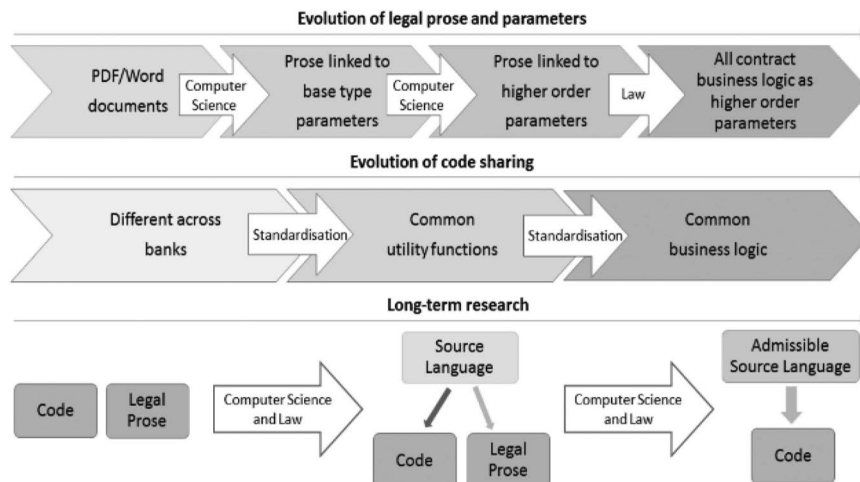 Evolution of legal prose and parameters
PDF/Word
documents
Computer
Science
Prose linked to
base type
parameters
Computer
Science
Prose linked to
higher order
parameters
Law
All contract
business logic as
higher order
parameters
Evolution of code sharing
Different across
banks
Standardisation
Common
utility functions
Standardisation
Common
business logic
Long-term research
Code
Legal
Prose
Computer Science
and Law
Source
Language
Code
Legal
Prose
Computer Science
and Law
Admissible
Source Language
Code